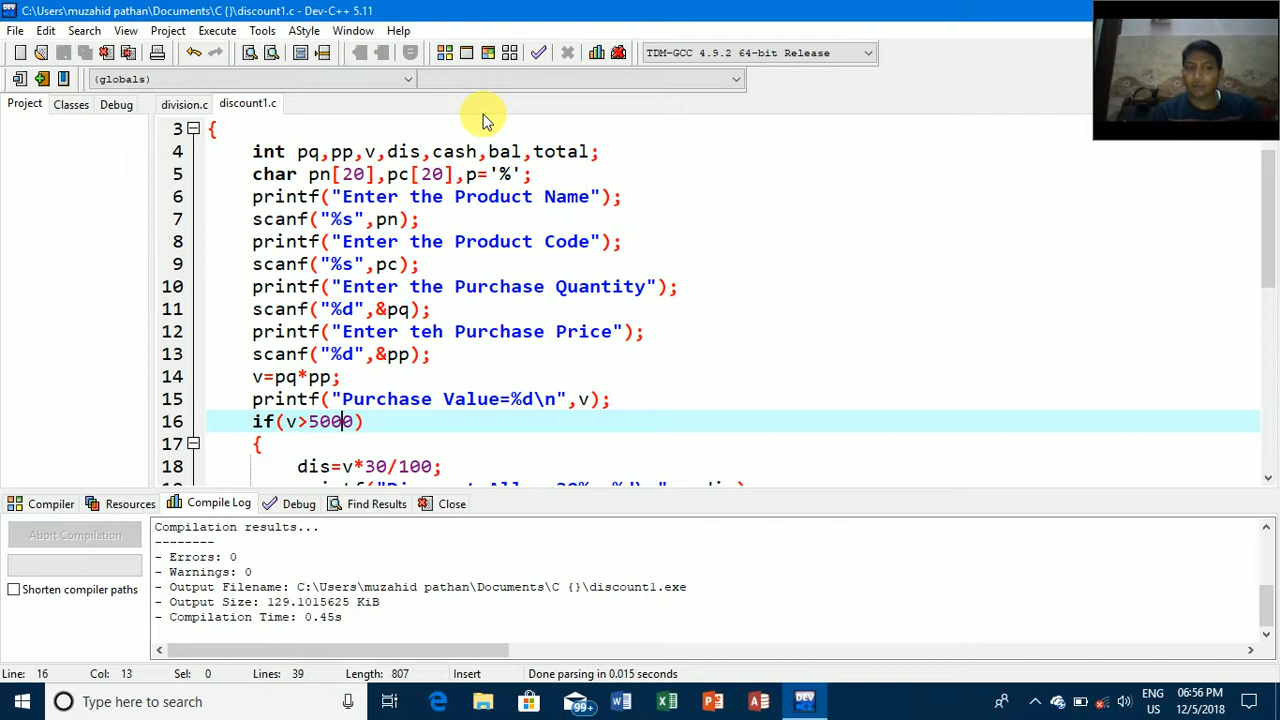 C:\Users\muzahid pathan\Documents\C {}\discount1.c - Dev-C++ 5.11
File Edit Search View Project Execute Tools AStyle Window Help
TDM-GCC 4.9.2 64-bit Release
(globals)
Project Classes Debug division.c discount1.c
3 {
4 int pq,pp,v,dis,cash,bal,total;
5 char pn[20],pc[20],p='%';
6 printf("Enter the Product Name");
7 scanf("%s",pn);
8 printf("Enter the Product Code");
9 scanf("%s",pc);
10 printf("Enter the Purchase Quantity");
11 scanf("%d",&pq);
12 printf("Enter teh Purchase Price");
13 scanf("%d",&pp);
14 v=pq*pp;
15 printf("Purchase Value=%d\n",v);
16 if(v>5000)
17 {
18 dis=v*30/100;
Compiler Resources Compile Log Debug Find Results Close
Abort Compilation
Shorten compiler paths
Compilation results...
--------
- Errors: 0
- Warnings: 0
- Output Filename: C:\Users\muzahid pathan\Documents\C {}\discount1.exe
- Output Size: 129.1015625 KiB
- Compilation Time: 0.45s
Line: 16 Col: 13 Sel: 0 Lines: 39 Length: 807 Insert Done parsing in 0.015 seconds
Type here to search
99+
DEV
ENG
US
06:56 PM
12/5/2018